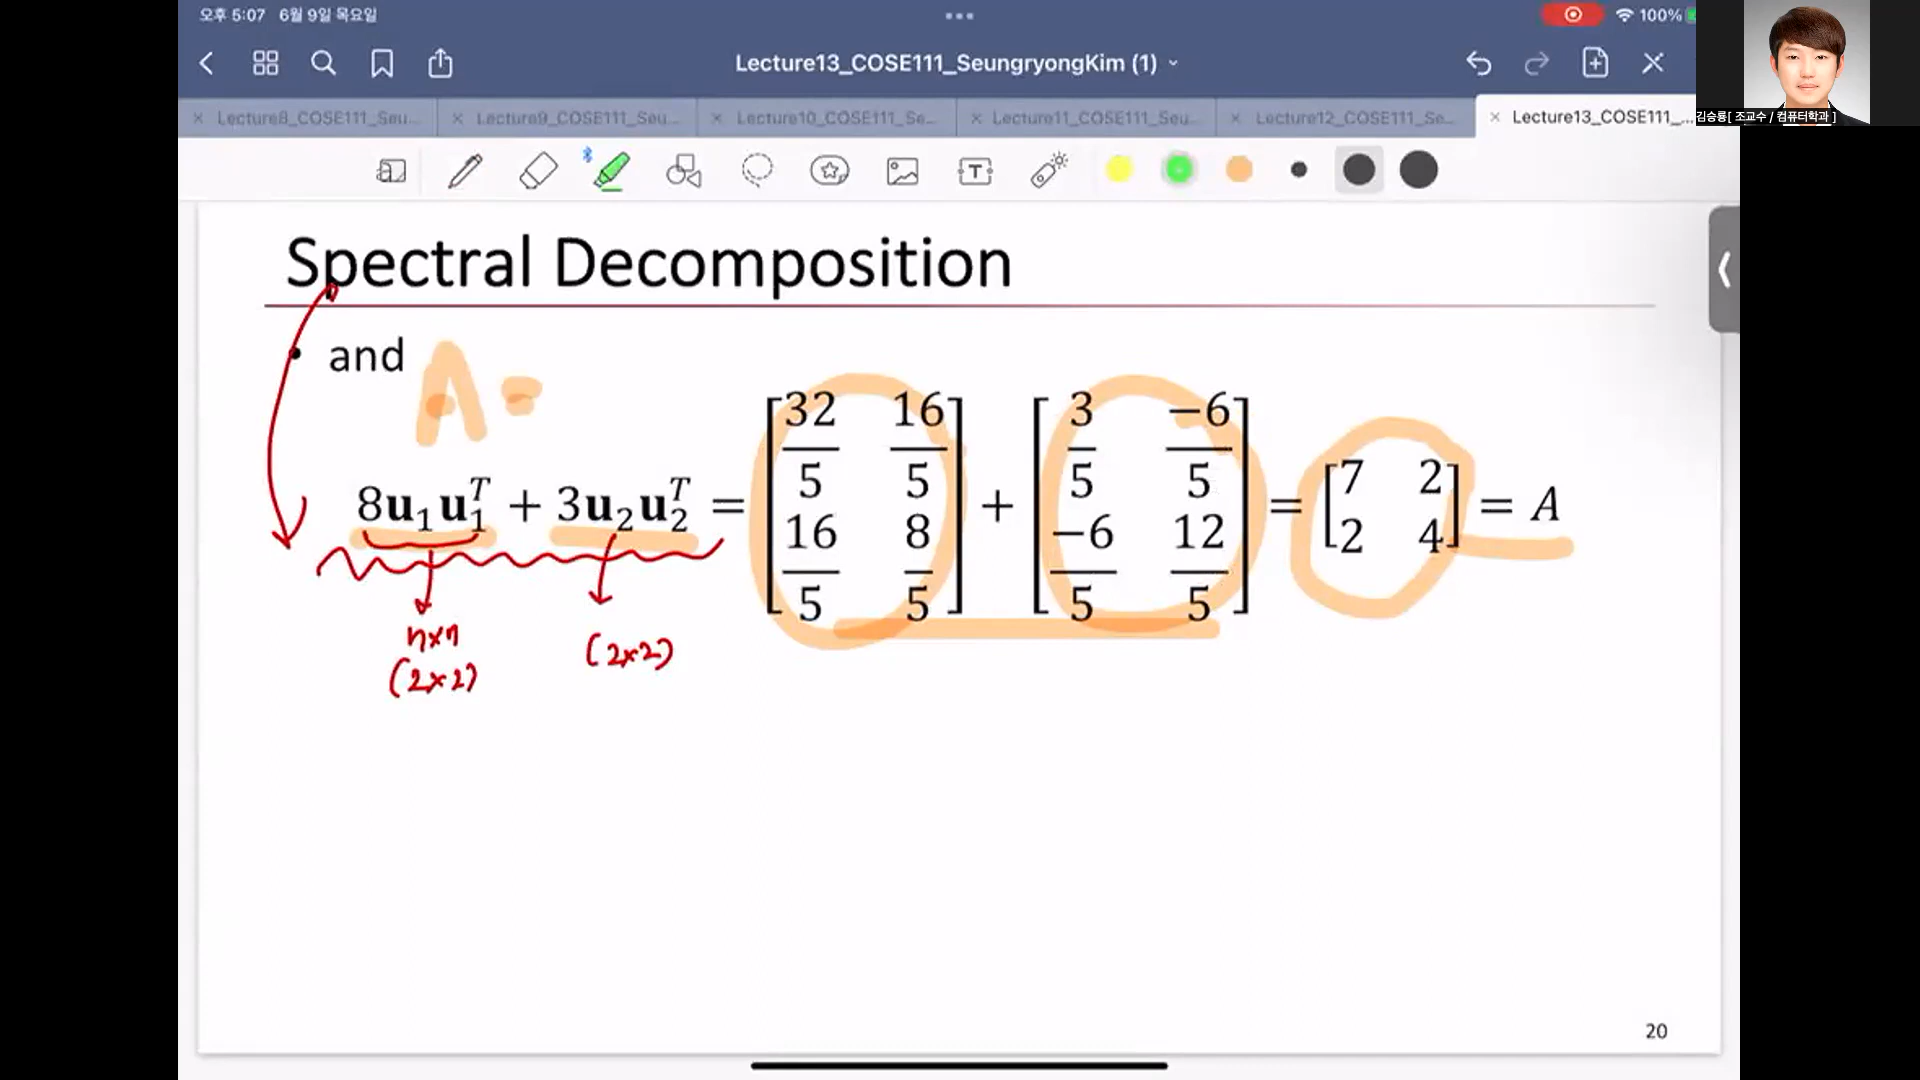 오후 5:07 6월 9일 목요일
100%
Lecture13_COSE111_SeungryongKim (1)
김승룡[ 조교수 / 컴퓨터학과 ]
Lecture8_COSE111_Seu...
Lecture9_COSE111_Seu...
Lecture10_COSE111_Se...
Lecture11_COSE111_Seu...
Lecture12_COSE111_Se...
Lecture13_COSE111_...
Spectral Decomposition
• and
A =
8u₁u₁ᵀ + 3u₂u₂ᵀ = [32/5 16/5; 16/5 8/5] + [3/5 −6/5; −6/5 12/5] = [7 2; 2 4] = A
n×n
(2×2)
(2×2)
20